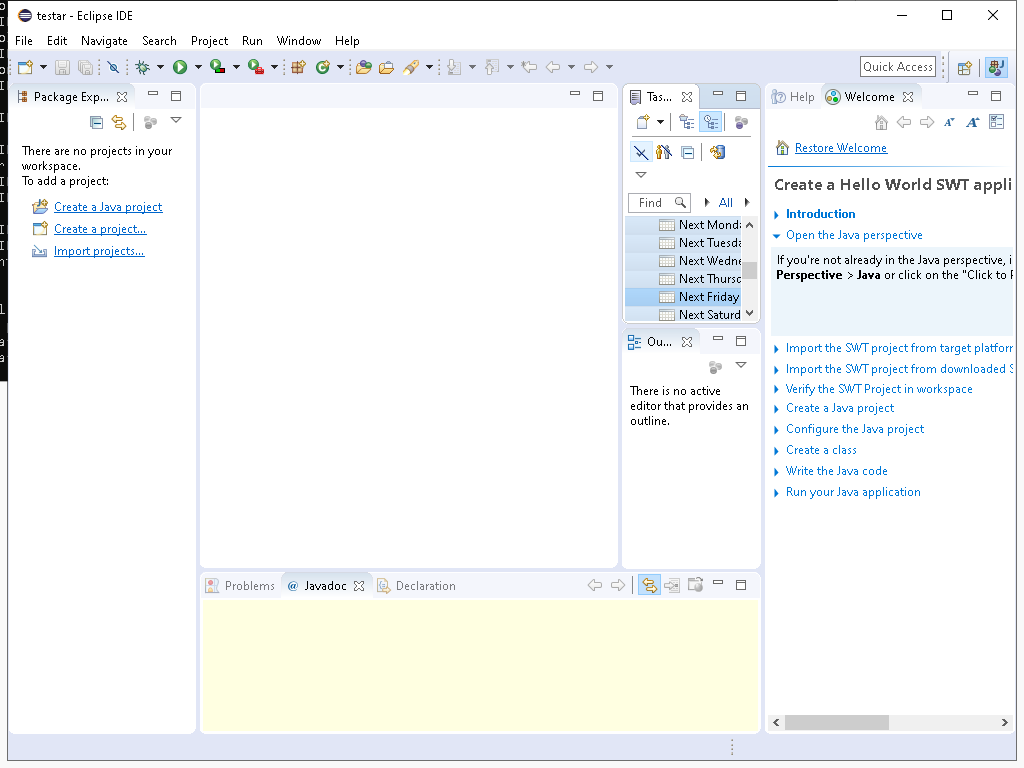 testar - Eclipse IDE
File Edit Navigate Search Project Run Window Help
Quick Access
Package Exp...
There are no projects in your
workspace.
To add a project:
Create a Java project
Create a project...
Import projects...
Tas...
Find
All
Next Monda
Next Tuesda
Next Wedne
Next Thursd
Next Friday
Next Saturd
Ou...
There is no active
editor that provides an
outline.
Help Welcome
Restore Welcome
Create a Hello World SWT appli
Introduction
Open the Java perspective
If you're not already in the Java perspective, i
Perspective > Java or click on the "Click to P
Import the SWT project from target platform
Import the SWT project from downloaded S
Verify the SWT Project in workspace
Create a Java project
Configure the Java project
Create a class
Write the Java code
Run your Java application
Problems @ Javadoc Declaration